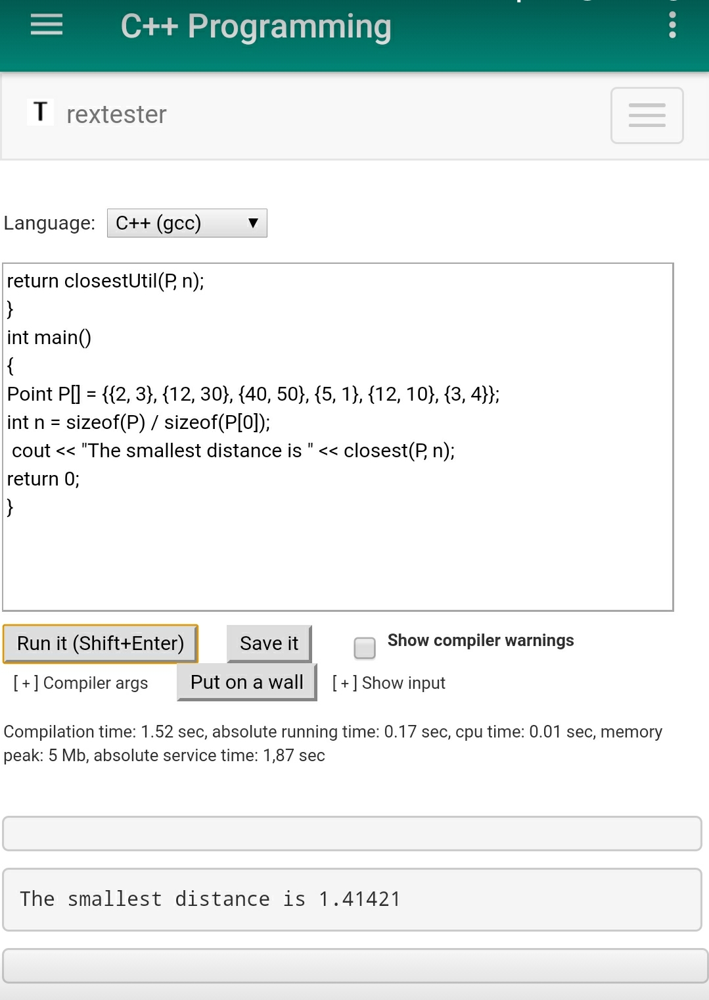 C++ Programming
T rextester
Language: C++ (gcc) ▼
return closestUtil(P, n);
}
int main()
{
Point P[] = {{2, 3}, {12, 30}, {40, 50}, {5, 1}, {12, 10}, {3, 4}};
int n = sizeof(P) / sizeof(P[0]);
cout << "The smallest distance is " << closest(P, n);
return 0;
}
Run it (Shift+Enter) Save it Show compiler warnings
[ + ] Compiler args Put on a wall [ + ] Show input
Compilation time: 1.52 sec, absolute running time: 0.17 sec, cpu time: 0.01 sec, memory
peak: 5 Mb, absolute service time: 1,87 sec
The smallest distance is 1.41421